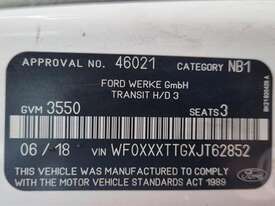 APPROVAL NO. 46021 CATEGORY NB1
FORD WERKE GmbH
TRANSIT H/D 3
GVM 3550 SEATS 3
06 / 18 VIN WF0XXXTTGXJT62852
THIS VEHICLE WAS MANUFACTURED TO COMPLY
WITH THE MOTOR VEHICLE STANDARDS ACT 1989
Ford